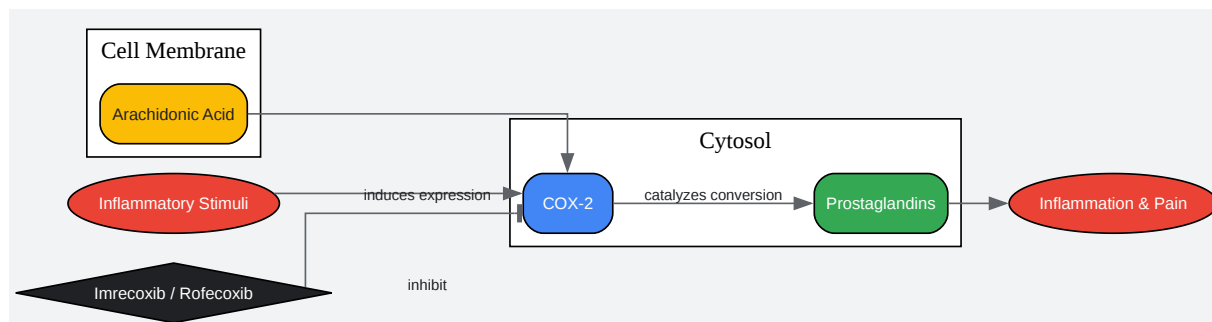 Cell Membrane
Arachidonic Acid
Cytosol
Inflammatory Stimuli
induces expression
COX-2
catalyzes conversion
Prostaglandins
Inflammation & Pain
Imrecoxib / Rofecoxib
inhibit